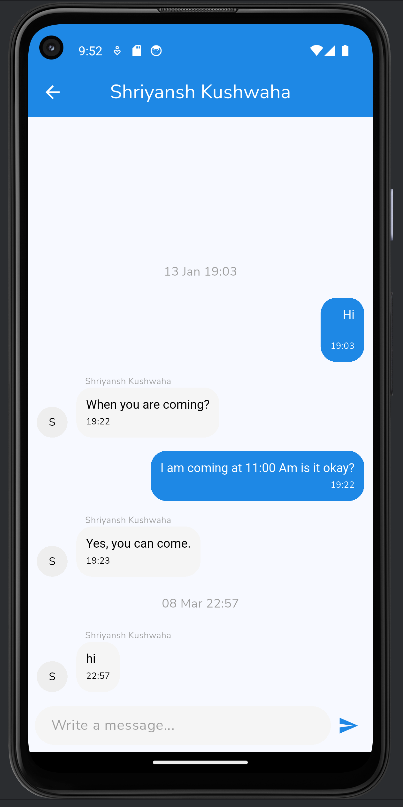 9:52
Shriyansh Kushwaha
13 Jan 19:03
Hi
19:03
Shriyansh Kushwaha
When you are coming?
19:22
S
I am coming at 11:00 Am is it okay?
19:22
Shriyansh Kushwaha
Yes, you can come.
19:23
S
08 Mar 22:57
Shriyansh Kushwaha
hi
22:57
S
Write a message...